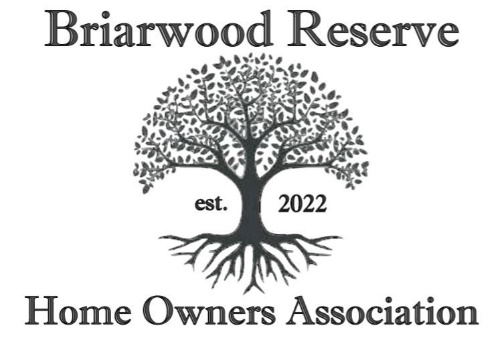 Briarwood Reserve
est. 2022
Home Owners Association